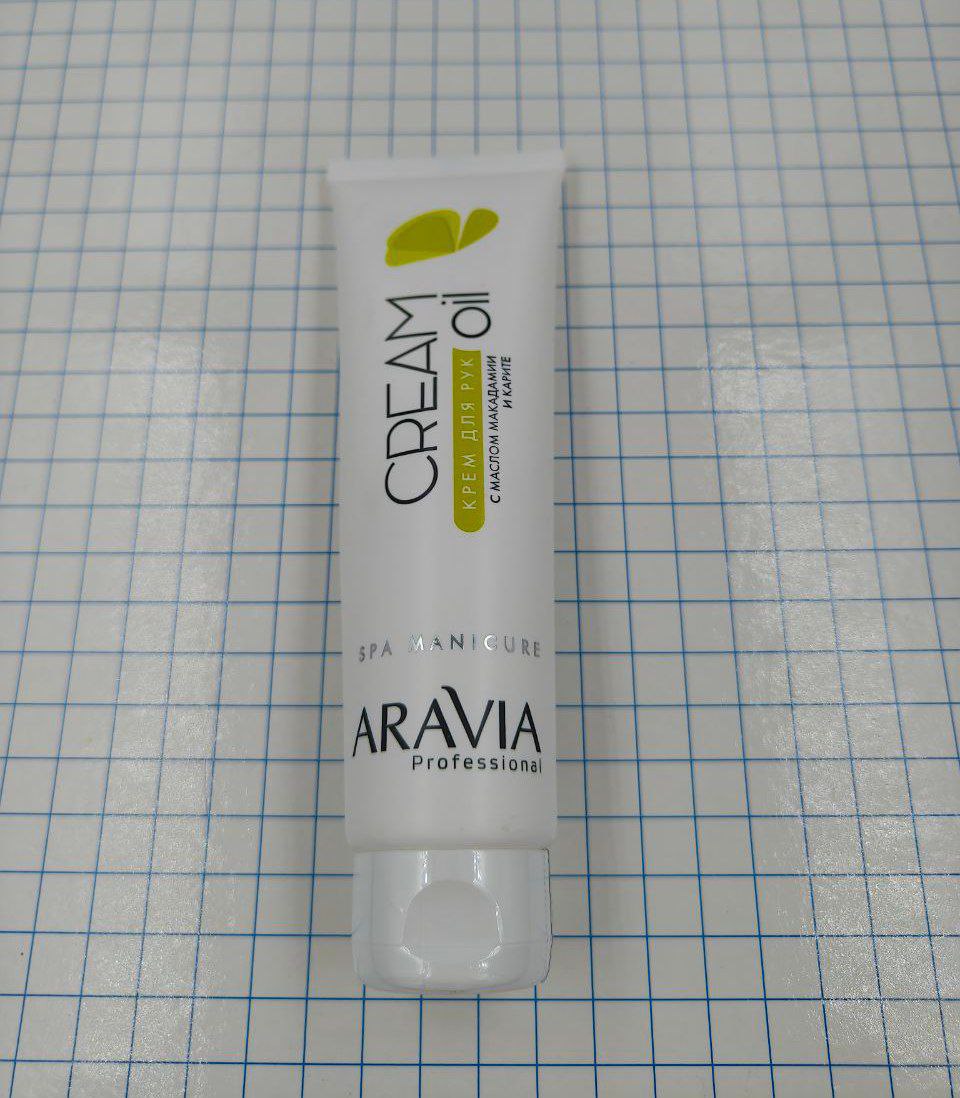 CREAM
Oil
КРЕМ ДЛЯ РУК
С МАСЛОМ МАКАДАМИИ
И КАРИТЕ
SPA MANICURE
ARAVIA
Professional